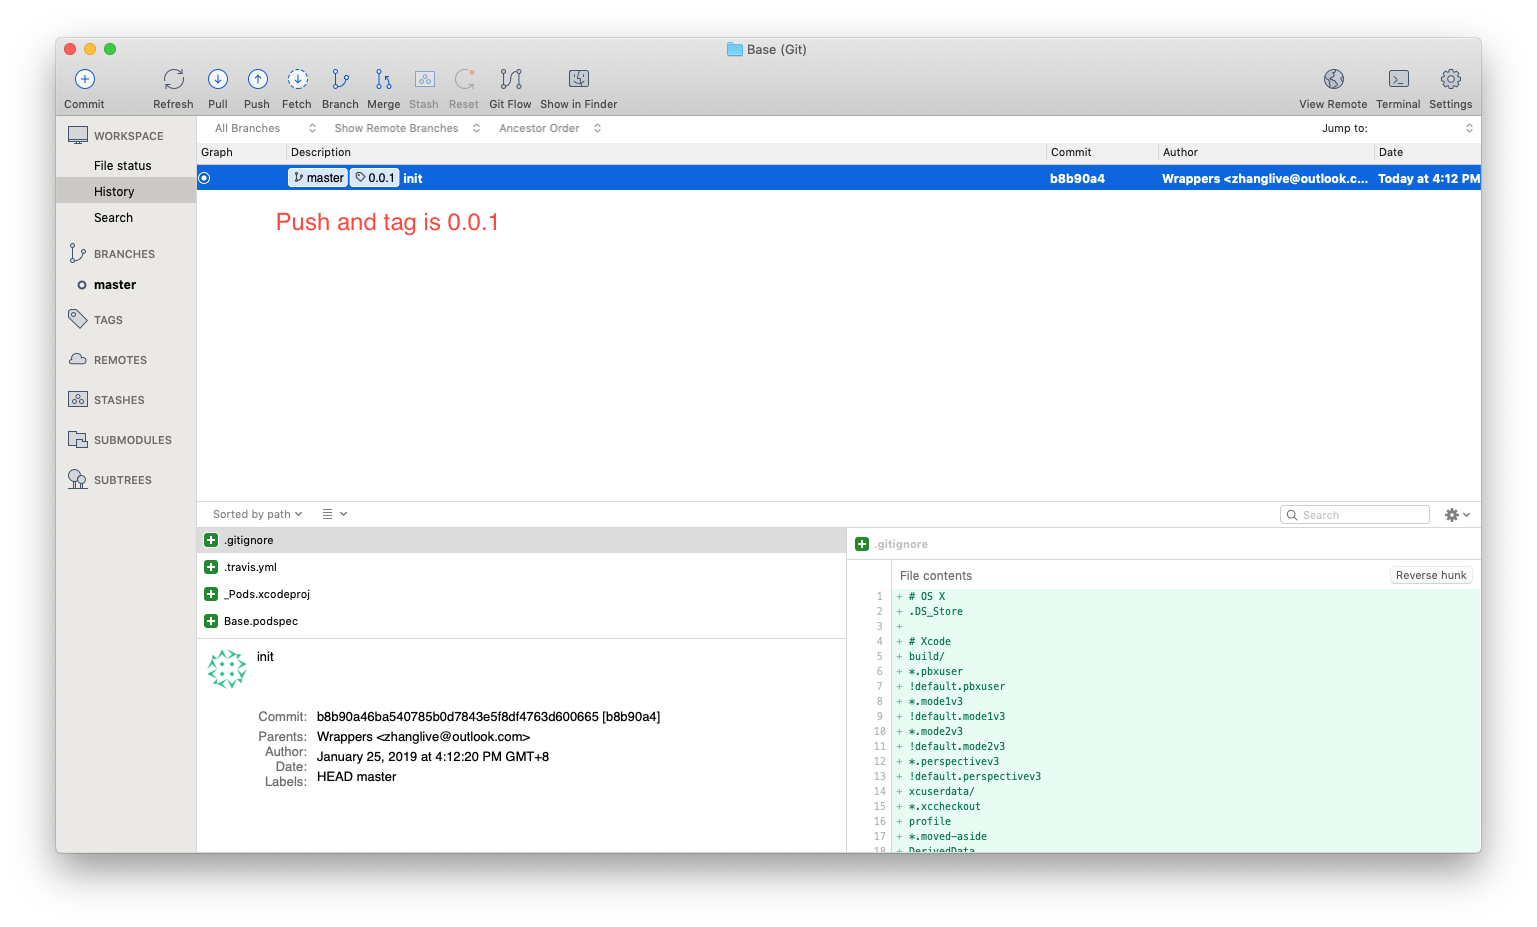 Base (Git)
Commit Refresh Pull Push Fetch Branch Merge Stash Reset Git Flow Show in Finder View Remote Terminal Settings
WORKSPACE
File status
History
Search
BRANCHES
master
TAGS
REMOTES
STASHES
SUBMODULES
SUBTREES
All Branches Show Remote Branches Ancestor Order Jump to:
Graph Description Commit Author Date
master 0.0.1 init b8b90a4 Wrappers <zhanglive@outlook.c... Today at 4:12 PM
Push and tag is 0.0.1
Sorted by path Search
.gitignore
.travis.yml
_Pods.xcodeproj
Base.podspec
init
Commit: b8b90a46ba540785b0d7843e5f8df4763d600665 [b8b90a4]
Parents: Wrappers <zhanglive@outlook.com>
Author: January 25, 2019 at 4:12:20 PM GMT+8
Date:
Labels: HEAD master
.gitignore
File contents Reverse hunk
1 + # OS X
2 + .DS_Store
3 +
4 + # Xcode
5 + build/
6 + *.pbxuser
7 + !default.pbxuser
8 + *.mode1v3
9 + !default.mode1v3
10 + *.mode2v3
11 + !default.mode2v3
12 + *.perspectivev3
13 + !default.perspectivev3
14 + xcuserdata/
15 + *.xccheckout
16 + profile
17 + *.moved-aside
18 + DerivedData